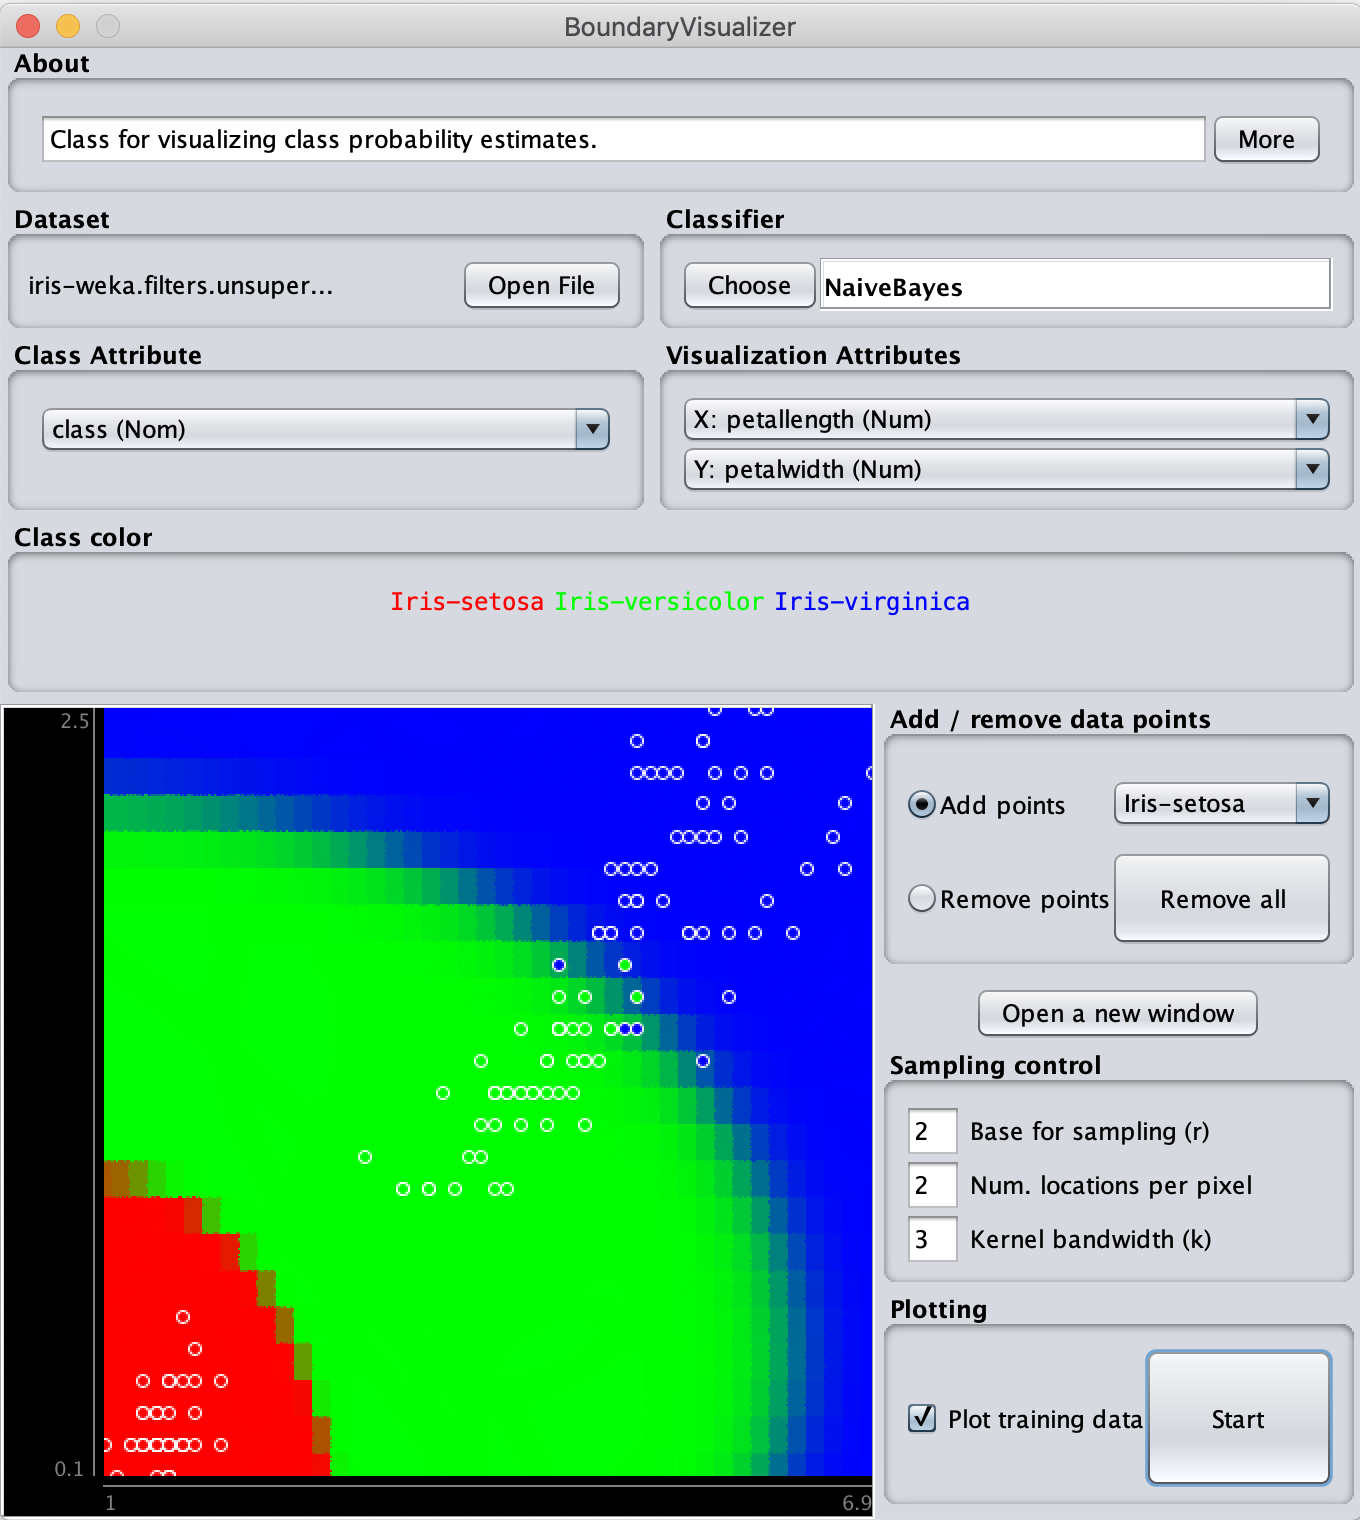 BoundaryVisualizer
About
Class for visualizing class probability estimates.
More
Dataset
iris-weka.filters.unsuper...
Open File
Classifier
Choose
NaiveBayes
Class Attribute
class (Nom)
Visualization Attributes
X: petallength (Num)
Y: petalwidth (Num)
Class color
Iris-setosa Iris-versicolor Iris-virginica
2.5
0.1
1
6.9
Add / remove data points
Add points
Iris-setosa
Remove points
Remove all
Open a new window
Sampling control
2 Base for sampling (r)
2 Num. locations per pixel
3 Kernel bandwidth (k)
Plotting
Plot training data
Start